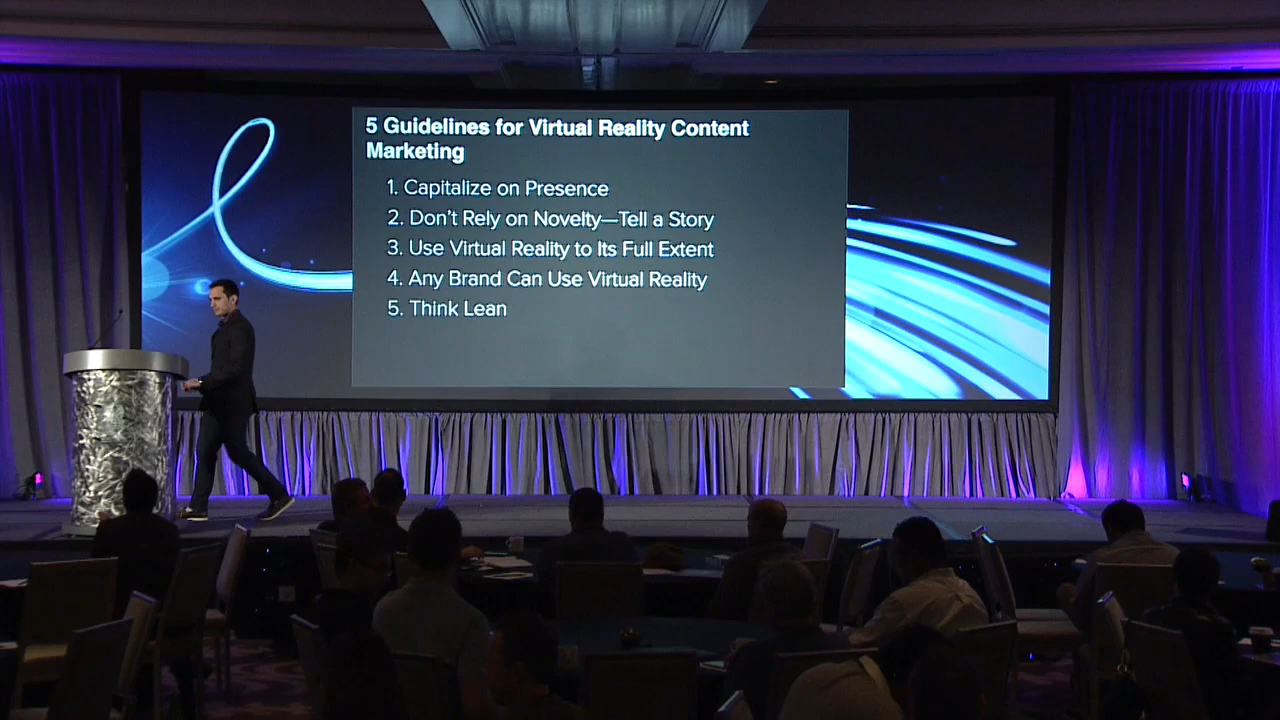 5 Guidelines for Virtual Reality Content
Marketing
1. Capitalize on Presence
2. Don't Rely on Novelty—Tell a Story
3. Use Virtual Reality to Its Full Extent
4. Any Brand Can Use Virtual Reality
5. Think Lean